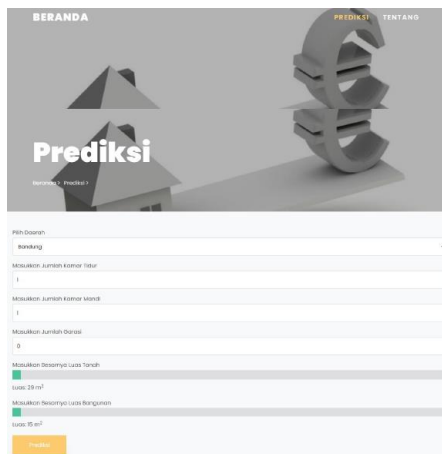 BERANDA
PREDIKSI TENTANG
Prediksi
Beranda > Prediksi >
Pilih Daerah
Bandung
Masukkan Jumlah Kamar Tidur
1
Masukkan Jumlah Kamar Mandi
1
Masukkan Jumlah Garasi
0
Masukkan Besarnya Luas Tanah
Luas: 29 m²
Masukkan Besarnya Luas Bangunan
Luas: 15 m²
Prediksi